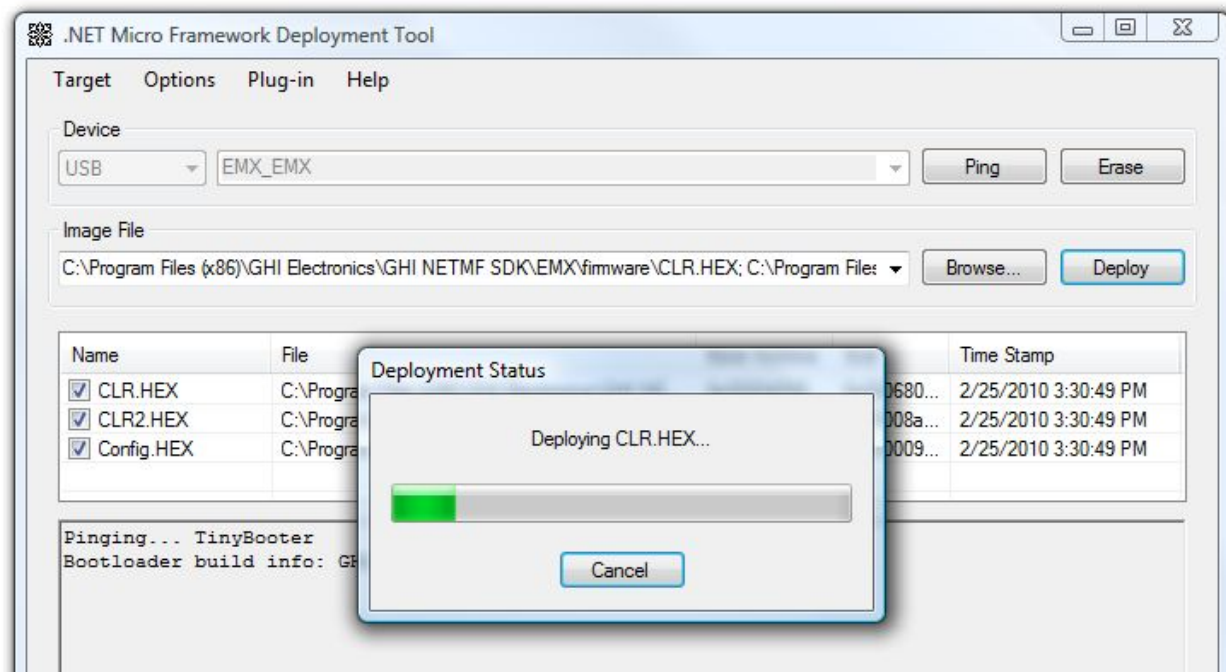 .NET Micro Framework Deployment Tool
Target Options Plug-in Help
Device
USB EMX_EMX Ping Erase
Image File
C:\Program Files (x86)\GHI Electronics\GHI NETMF SDK\EMX\firmware\CLR.HEX; C:\Program Files Browse... Deploy
Name File Time Stamp
CLR.HEX C:\Progra 0680... 2/25/2010 3:30:49 PM
CLR2.HEX C:\Progra 008a... 2/25/2010 3:30:49 PM
Config.HEX C:\Progra 0009... 2/25/2010 3:30:49 PM
Deployment Status
Deploying CLR.HEX...
Cancel
Pinging... TinyBooter
Bootloader build info: